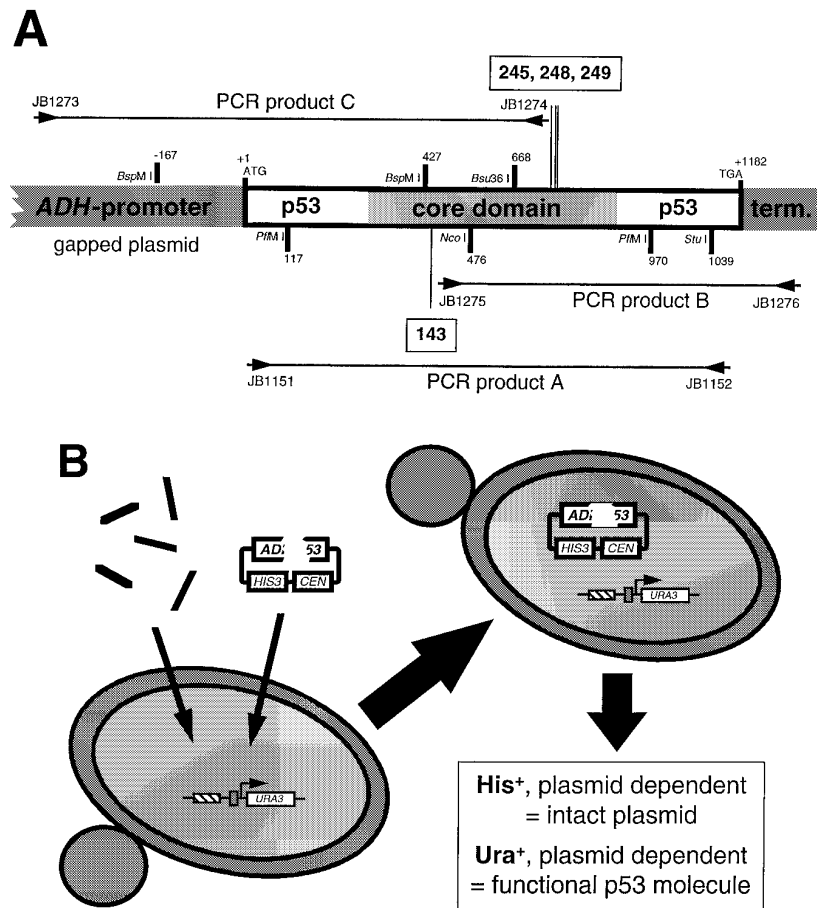 A
245, 248, 249
JB1273
PCR product C
JB1274
-167
+1
427
668
+1182
BspM I
ATG
BspM I
Bsu36 I
TGA
ADH-promoter
p53
core domain
p53
term.
gapped plasmid
PflM I
Nco I
PflM I
Stu I
117
476
970
1039
JB1275
PCR product B
JB1276
143
JB1151
PCR product A
JB1152
B
53
HIS3
CEN
URA3
53
HIS3
CEN
URA3
His+, plasmid dependent
= intact plasmid
Ura+, plasmid dependent
= functional p53 molecule